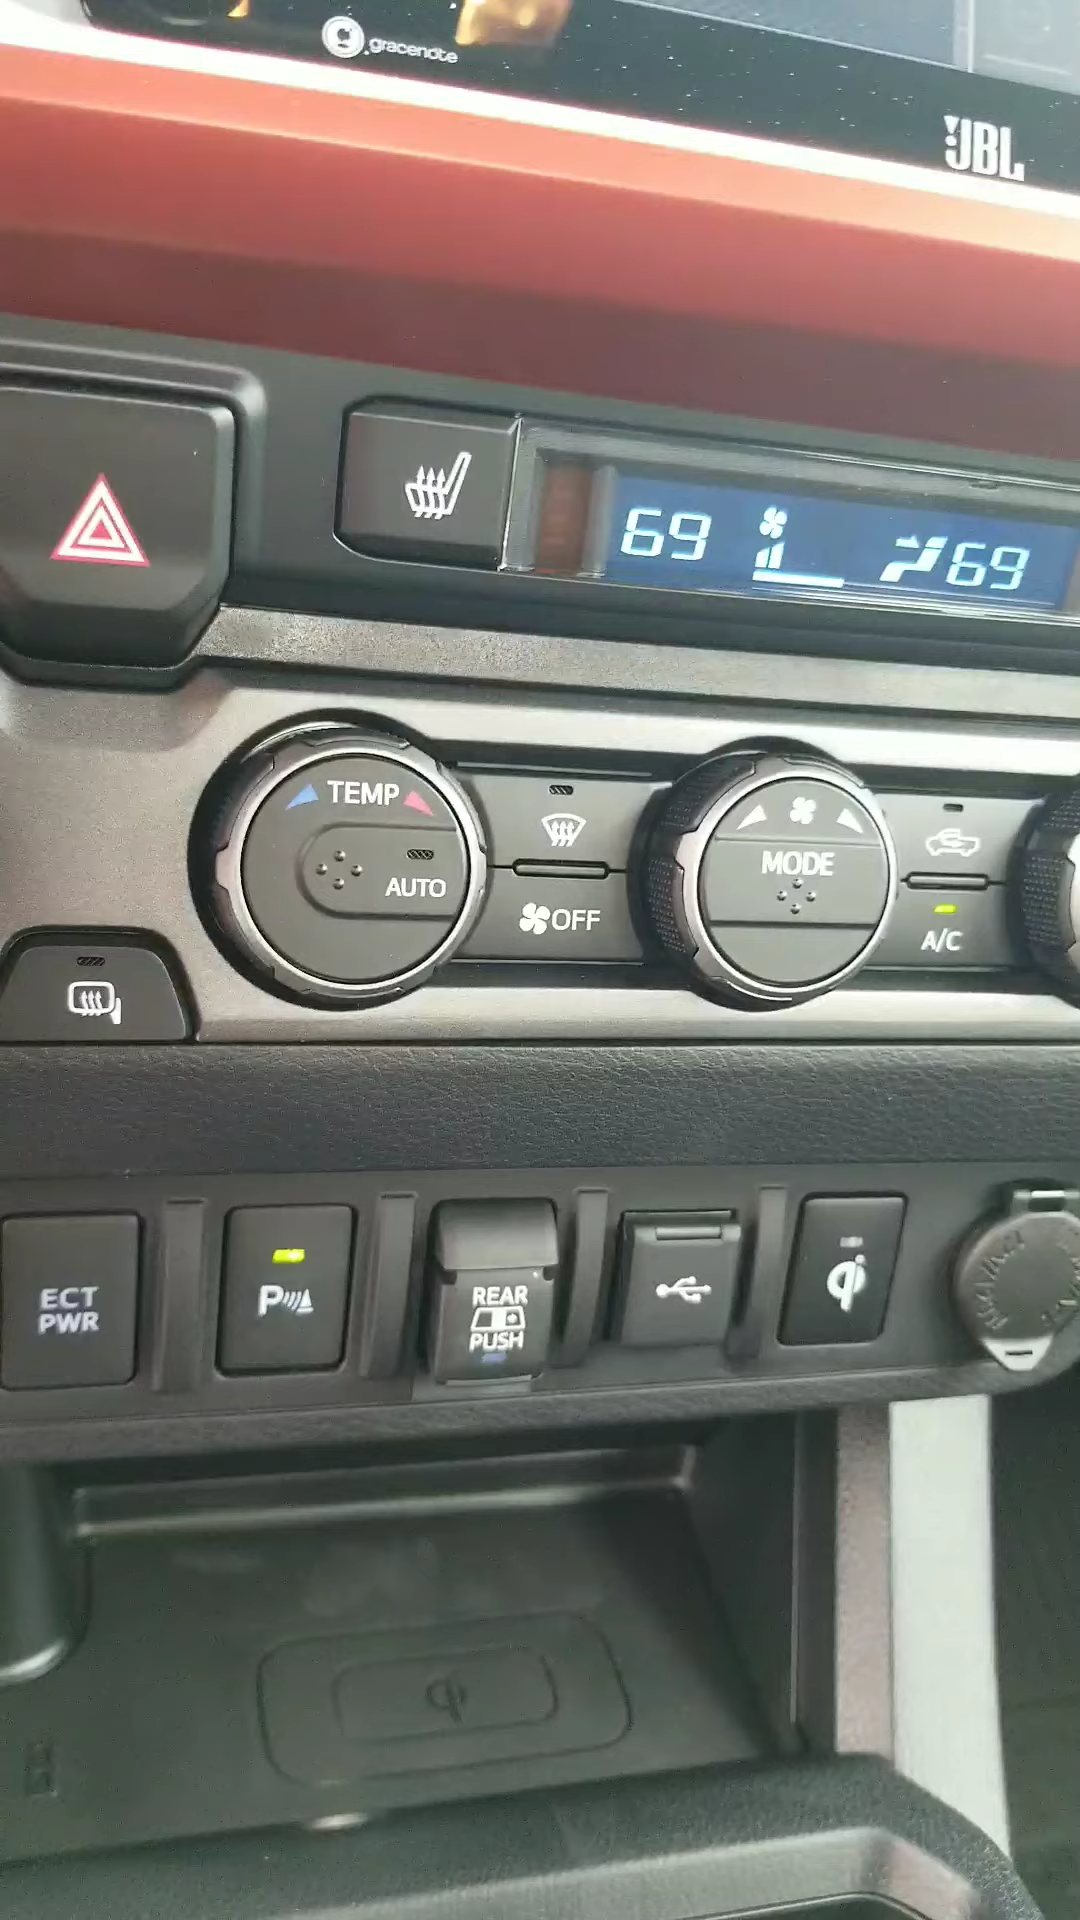 gracenote
JBL
69
69
TEMP
AUTO
OFF
MODE
A/C
ECT
PWR
P
REAR
PUSH